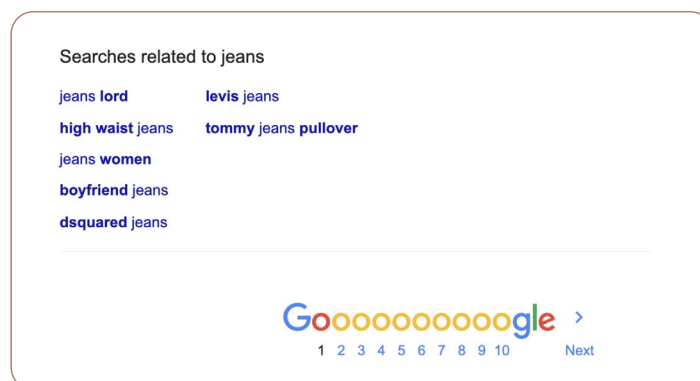 Searches related to jeans
jeans lord
levis jeans
high waist jeans
tommy jeans pullover
jeans women
boyfriend jeans
dsquared jeans
Goooooooooogle >
1 2 3 4 5 6 7 8 9 10 Next